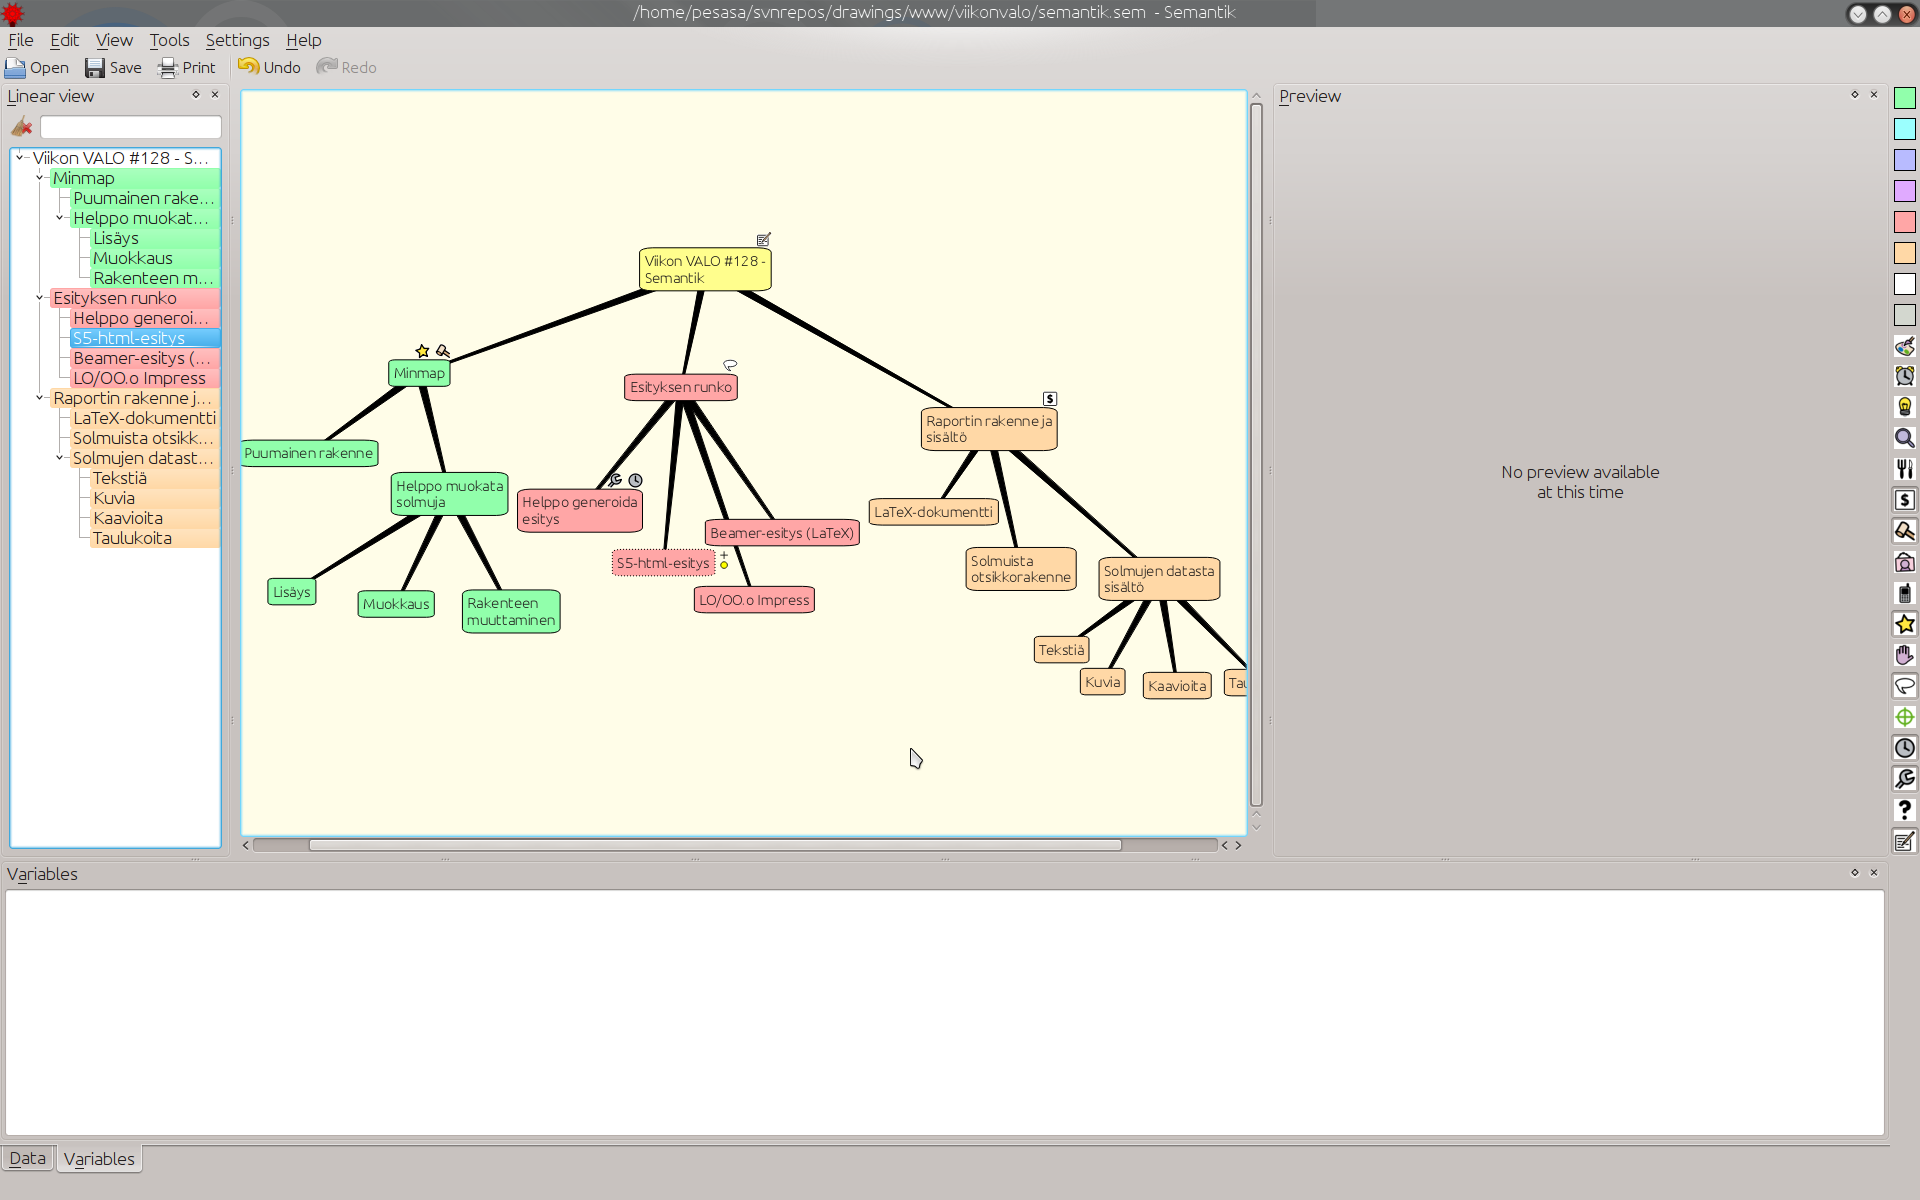 /home/pesasa/svnrepos/drawings/www/viikonvalo/semantik.sem - Semantik
File Edit View Tools Settings Help
Open Save Print Undo Redo
Linear view
Viikon VALO #128 - S...
Minmap
Puumainen rake...
Helppo muokat...
Lisäys
Muokkaus
Rakenteen m...
Esityksen runko
Helppo generoi...
S5-html-esitys
Beamer-esitys (...
LO/OO.o Impress
Raportin rakenne j...
LaTeX-dokumentti
Solmuista otsikk...
Solmujen datast...
Tekstiä
Kuvia
Kaavioita
Taulukoita
Viikon VALO #128 -
Semantik
Minmap
Esityksen runko
$
Raportin rakenne ja
sisältö
Puumainen rakenne
Helppo muokata
solmuja
Helppo generoida
esitys
LaTeX-dokumentti
Beamer-esitys (LaTeX)
S5-html-esitys
Solmuista
otsikkorakenne
Solmujen datasta
sisältö
Lisäys
Muokkaus
Rakenteen
muuttaminen
LO/OO.o Impress
Tekstiä
Kuvia
Kaavioita
Tau
Preview
No preview available
at this time
$
?
Variables
Data Variables